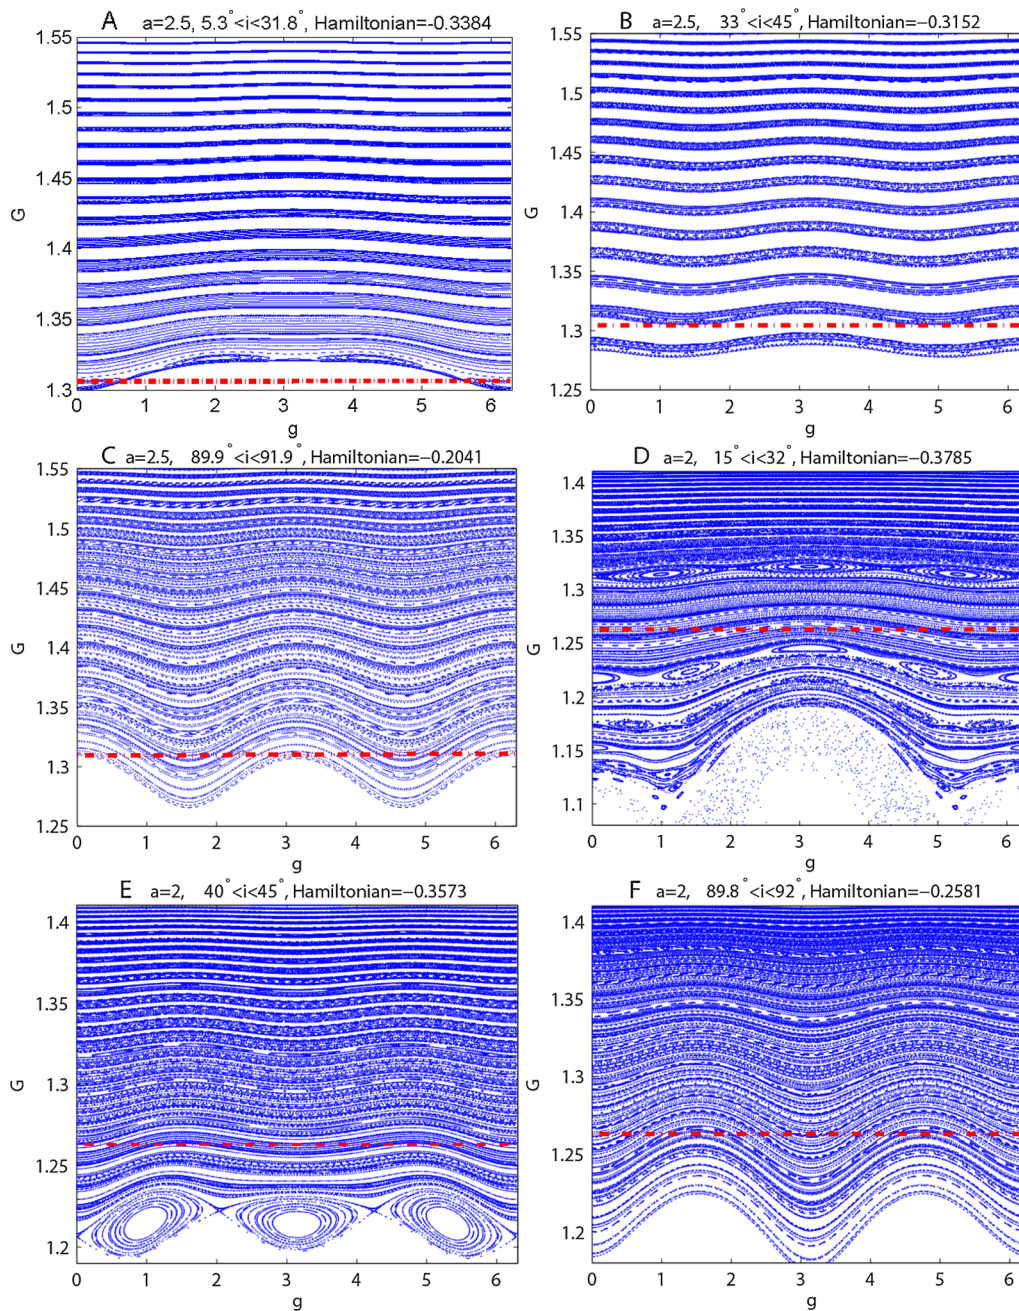 A a=2.5, 5.3°<i<31.8°, Hamiltonian=-0.3384
1.55
1.5
1.45
G
1.4
1.35
1.3
0 1 2 3 4 5 6
g
B a=2.5, 33°<i<45°, Hamiltonian=−0.3152
1.55
1.5
1.45
G
1.4
1.35
1.3
1.25
0 1 2 3 4 5 6
g
C a=2.5, 89.9°<i<91.9°, Hamiltonian=−0.2041
1.55
1.5
1.45
G
1.4
1.35
1.3
1.25
0 1 2 3 4 5 6
g
D a=2, 15°<i<32°, Hamiltonian=−0.3785
1.4
1.35
1.3
G
1.25
1.2
1.15
1.1
0 1 2 3 4 5 6
g
E a=2, 40°<i<45°, Hamiltonian=−0.3573
1.4
1.35
G
1.3
1.25
1.2
0 1 2 3 4 5 6
g
F a=2, 89.8°<i<92°, Hamiltonian=−0.2581
1.4
1.35
G
1.3
1.25
1.2
0 1 2 3 4 5 6
g